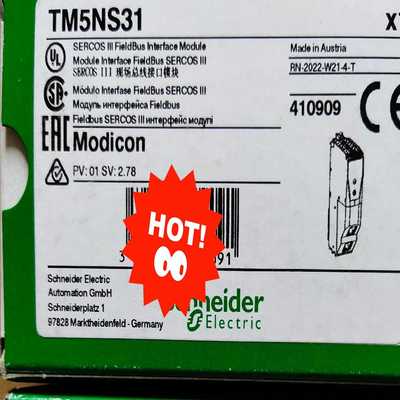 TM5NS31
SERCOS III FieldBus Interface Module
Module Interface FieldBus SERCOS III
SERCOS III 现场总线接口模块
Módulo Interface FieldBus SERCOS III
Модуль интерфейса Fieldbus
Fieldbus SERCOS III интерфейс модулі
Made in Austria
RN-2022-W21-4-T
410909
CE
UL
EAC
Modicon
PV: 01 SV: 2.78
HOT!
Schneider Electric
Automation GmbH
Schneiderplatz 1
97828 Marktheidenfeld - Germany
Schneider
Electric